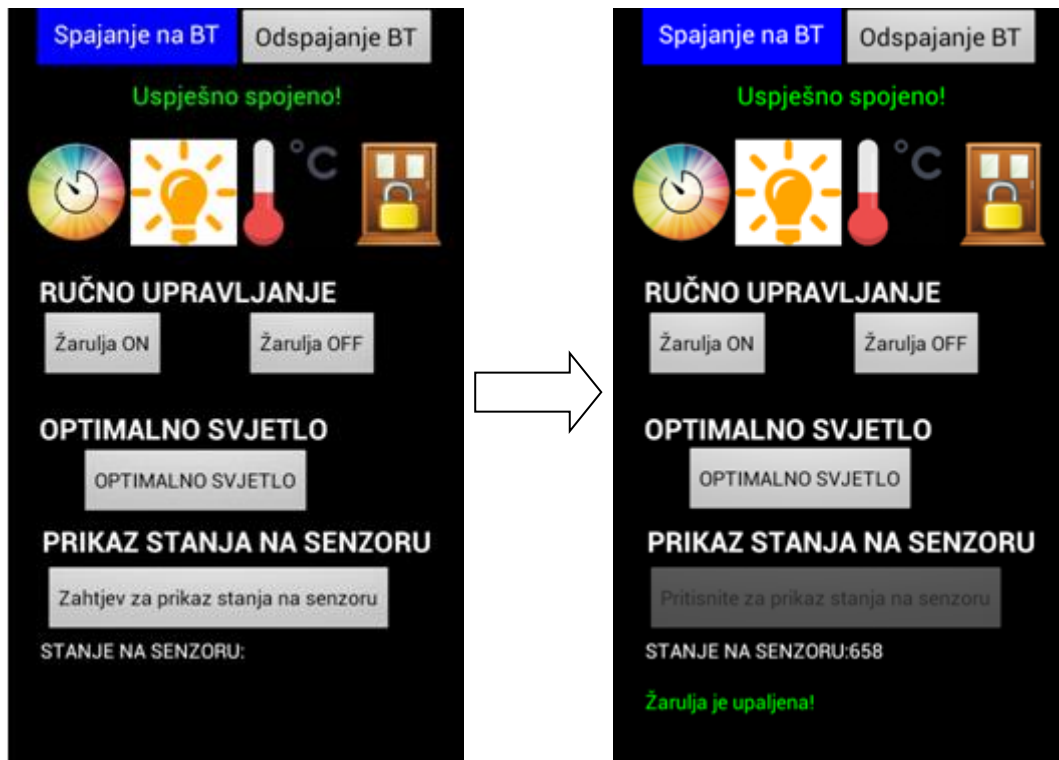 Spajanje na BT
Odspajanje BT
Uspješno spojeno!
°C
RUČNO UPRAVLJANJE
Žarulja ON
Žarulja OFF
OPTIMALNO SVJETLO
OPTIMALNO SVJETLO
PRIKAZ STANJA NA SENZORU
Zahtjev za prikaz stanja na senzoru
STANJE NA SENZORU:
Spajanje na BT
Odspajanje BT
Uspješno spojeno!
°C
RUČNO UPRAVLJANJE
Žarulja ON
Žarulja OFF
OPTIMALNO SVJETLO
OPTIMALNO SVJETLO
PRIKAZ STANJA NA SENZORU
Pritisnite za prikaz stanja na senzoru
STANJE NA SENZORU:658
Žarulja je upaljena!